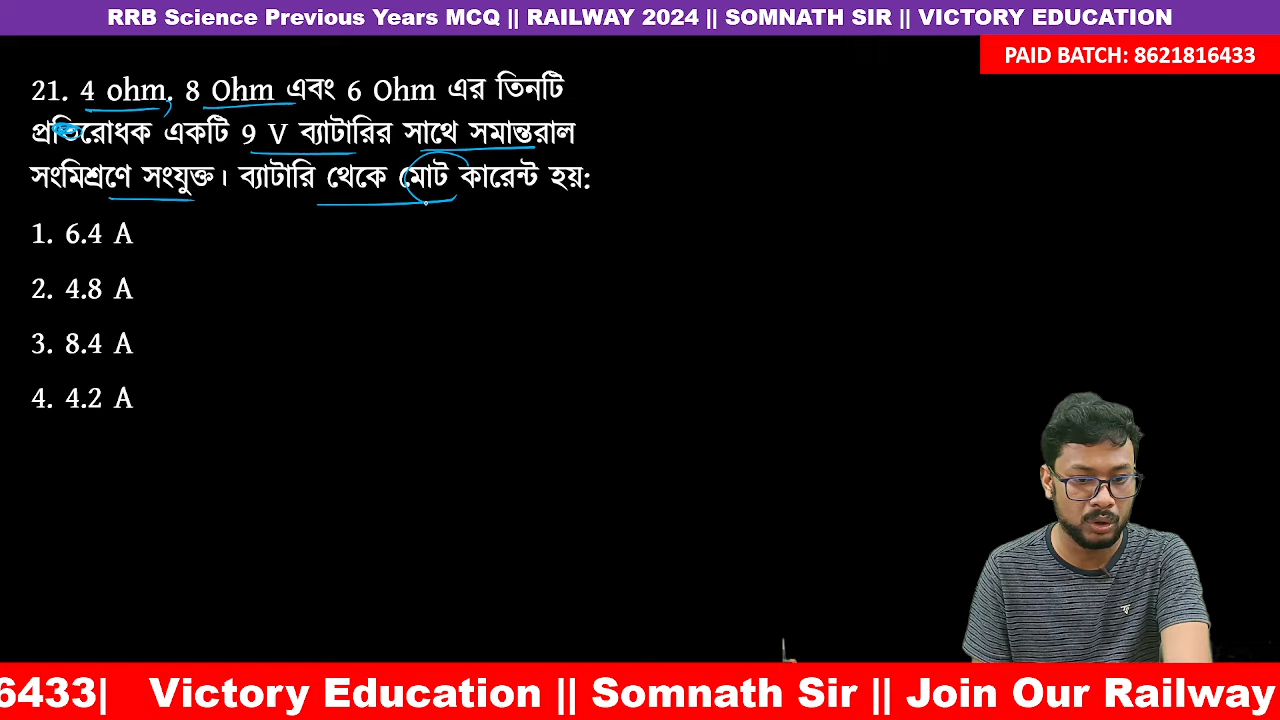 RRB Science Previous Years MCQ || RAILWAY 2024 || SOMNATH SIR || VICTORY EDUCATION
PAID BATCH: 8621816433
21. 4 ohm. 8 Ohm এবং 6 Ohm এর তিনটি
প্রতিরোধক একটি 9 V ব্যাটারির সাথে সমান্তরাল
সংমিশ্রণে সংযুক্ত। ব্যাটারি থেকে মোট কারেন্ট হয়:
1. 6.4 A
2. 4.8 A
3. 8.4 A
4. 4.2 A
6433| Victory Education || Somnath Sir || Join Our Railway